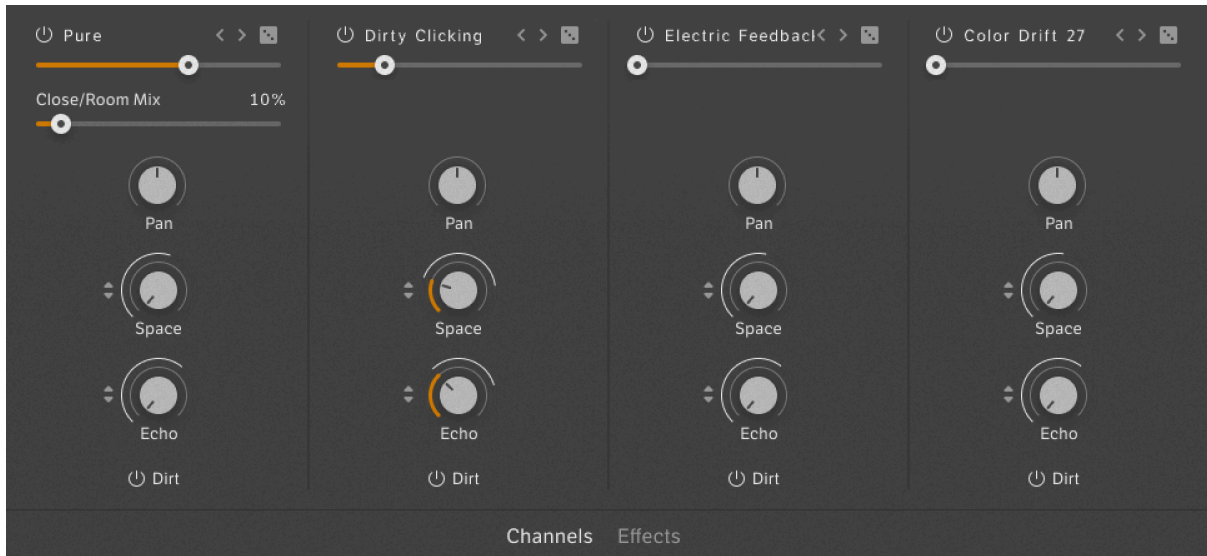 Pure
Close/Room Mix 10%
Pan
Space
Echo
Dirt
Dirty Clicking
Pan
Space
Echo
Dirt
Electric Feedback
Pan
Space
Echo
Dirt
Color Drift 27
Pan
Space
Echo
Dirt
Channels Effects